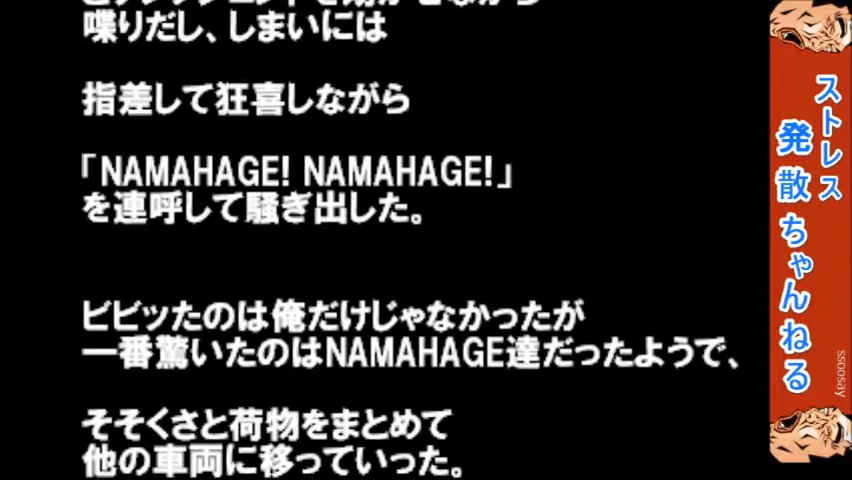 喋りだし、しまいには
指差して狂喜しながら
「NAMAHAGE! NAMAHAGE!」
を連呼して騒ぎ出した。
ビビッたのは俺だけじゃなかったが
一番驚いたのはNAMAHAGE達だったようで、
そそくさと荷物をまとめて
他の車両に移っていった。
ストレス
発散ちゃんねる
ssoosay